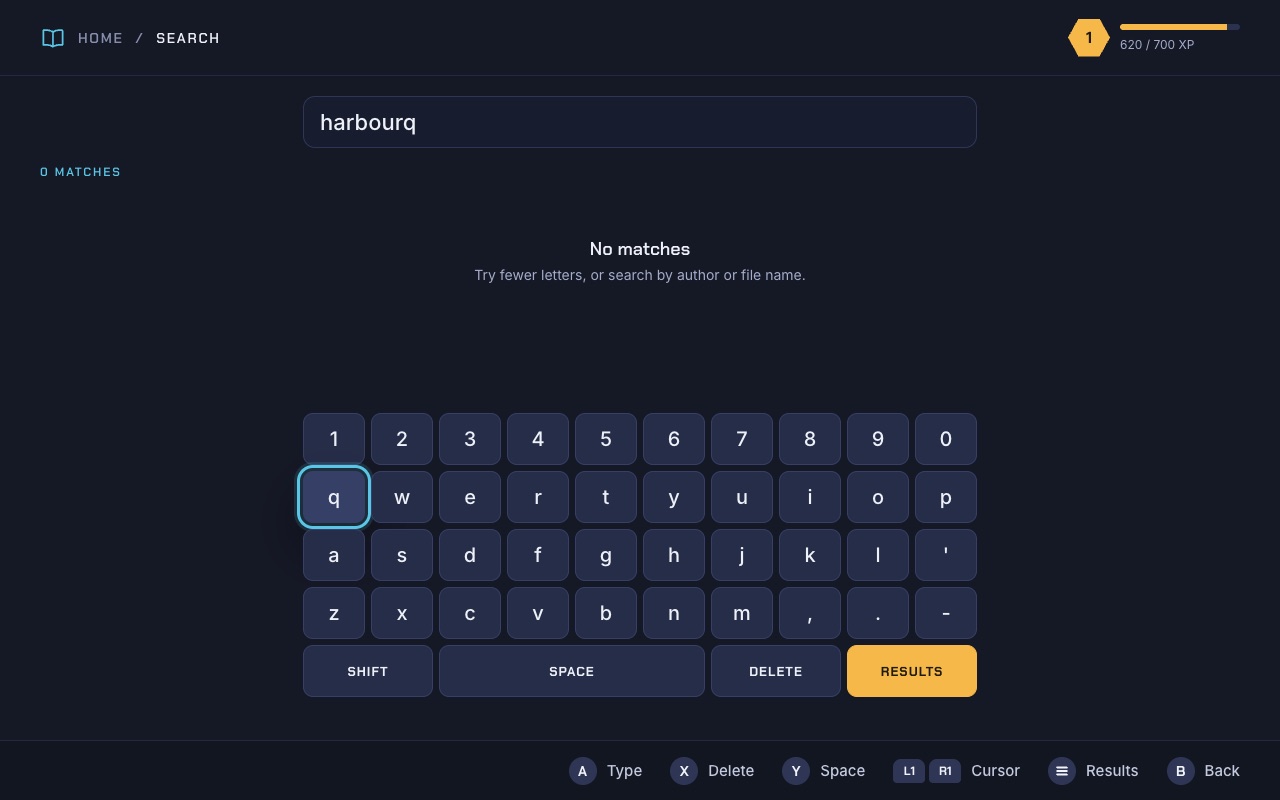 HOME / SEARCH
1
620 / 700 XP
harbourq
0 MATCHES
No matches
Try fewer letters, or search by author or file name.
1 2 3 4 5 6 7 8 9 0
q w e r t y u i o p
a s d f g h j k l '
z x c v b n m , . -
SHIFT SPACE DELETE RESULTS
A Type X Delete Y Space L1 R1 Cursor Results B Back